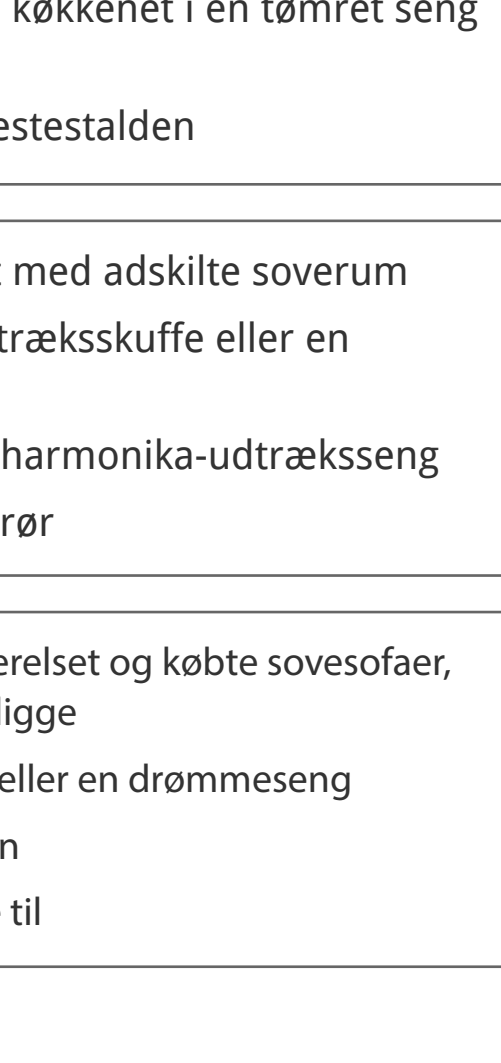 køkkenet i en tømret seng
estestalden
med adskilte soverum
træksskuffe eller en
harmonika-udtræksseng
rør
erelset og købte sovesofaer,
ligge
eller en drømmeseng
n
til